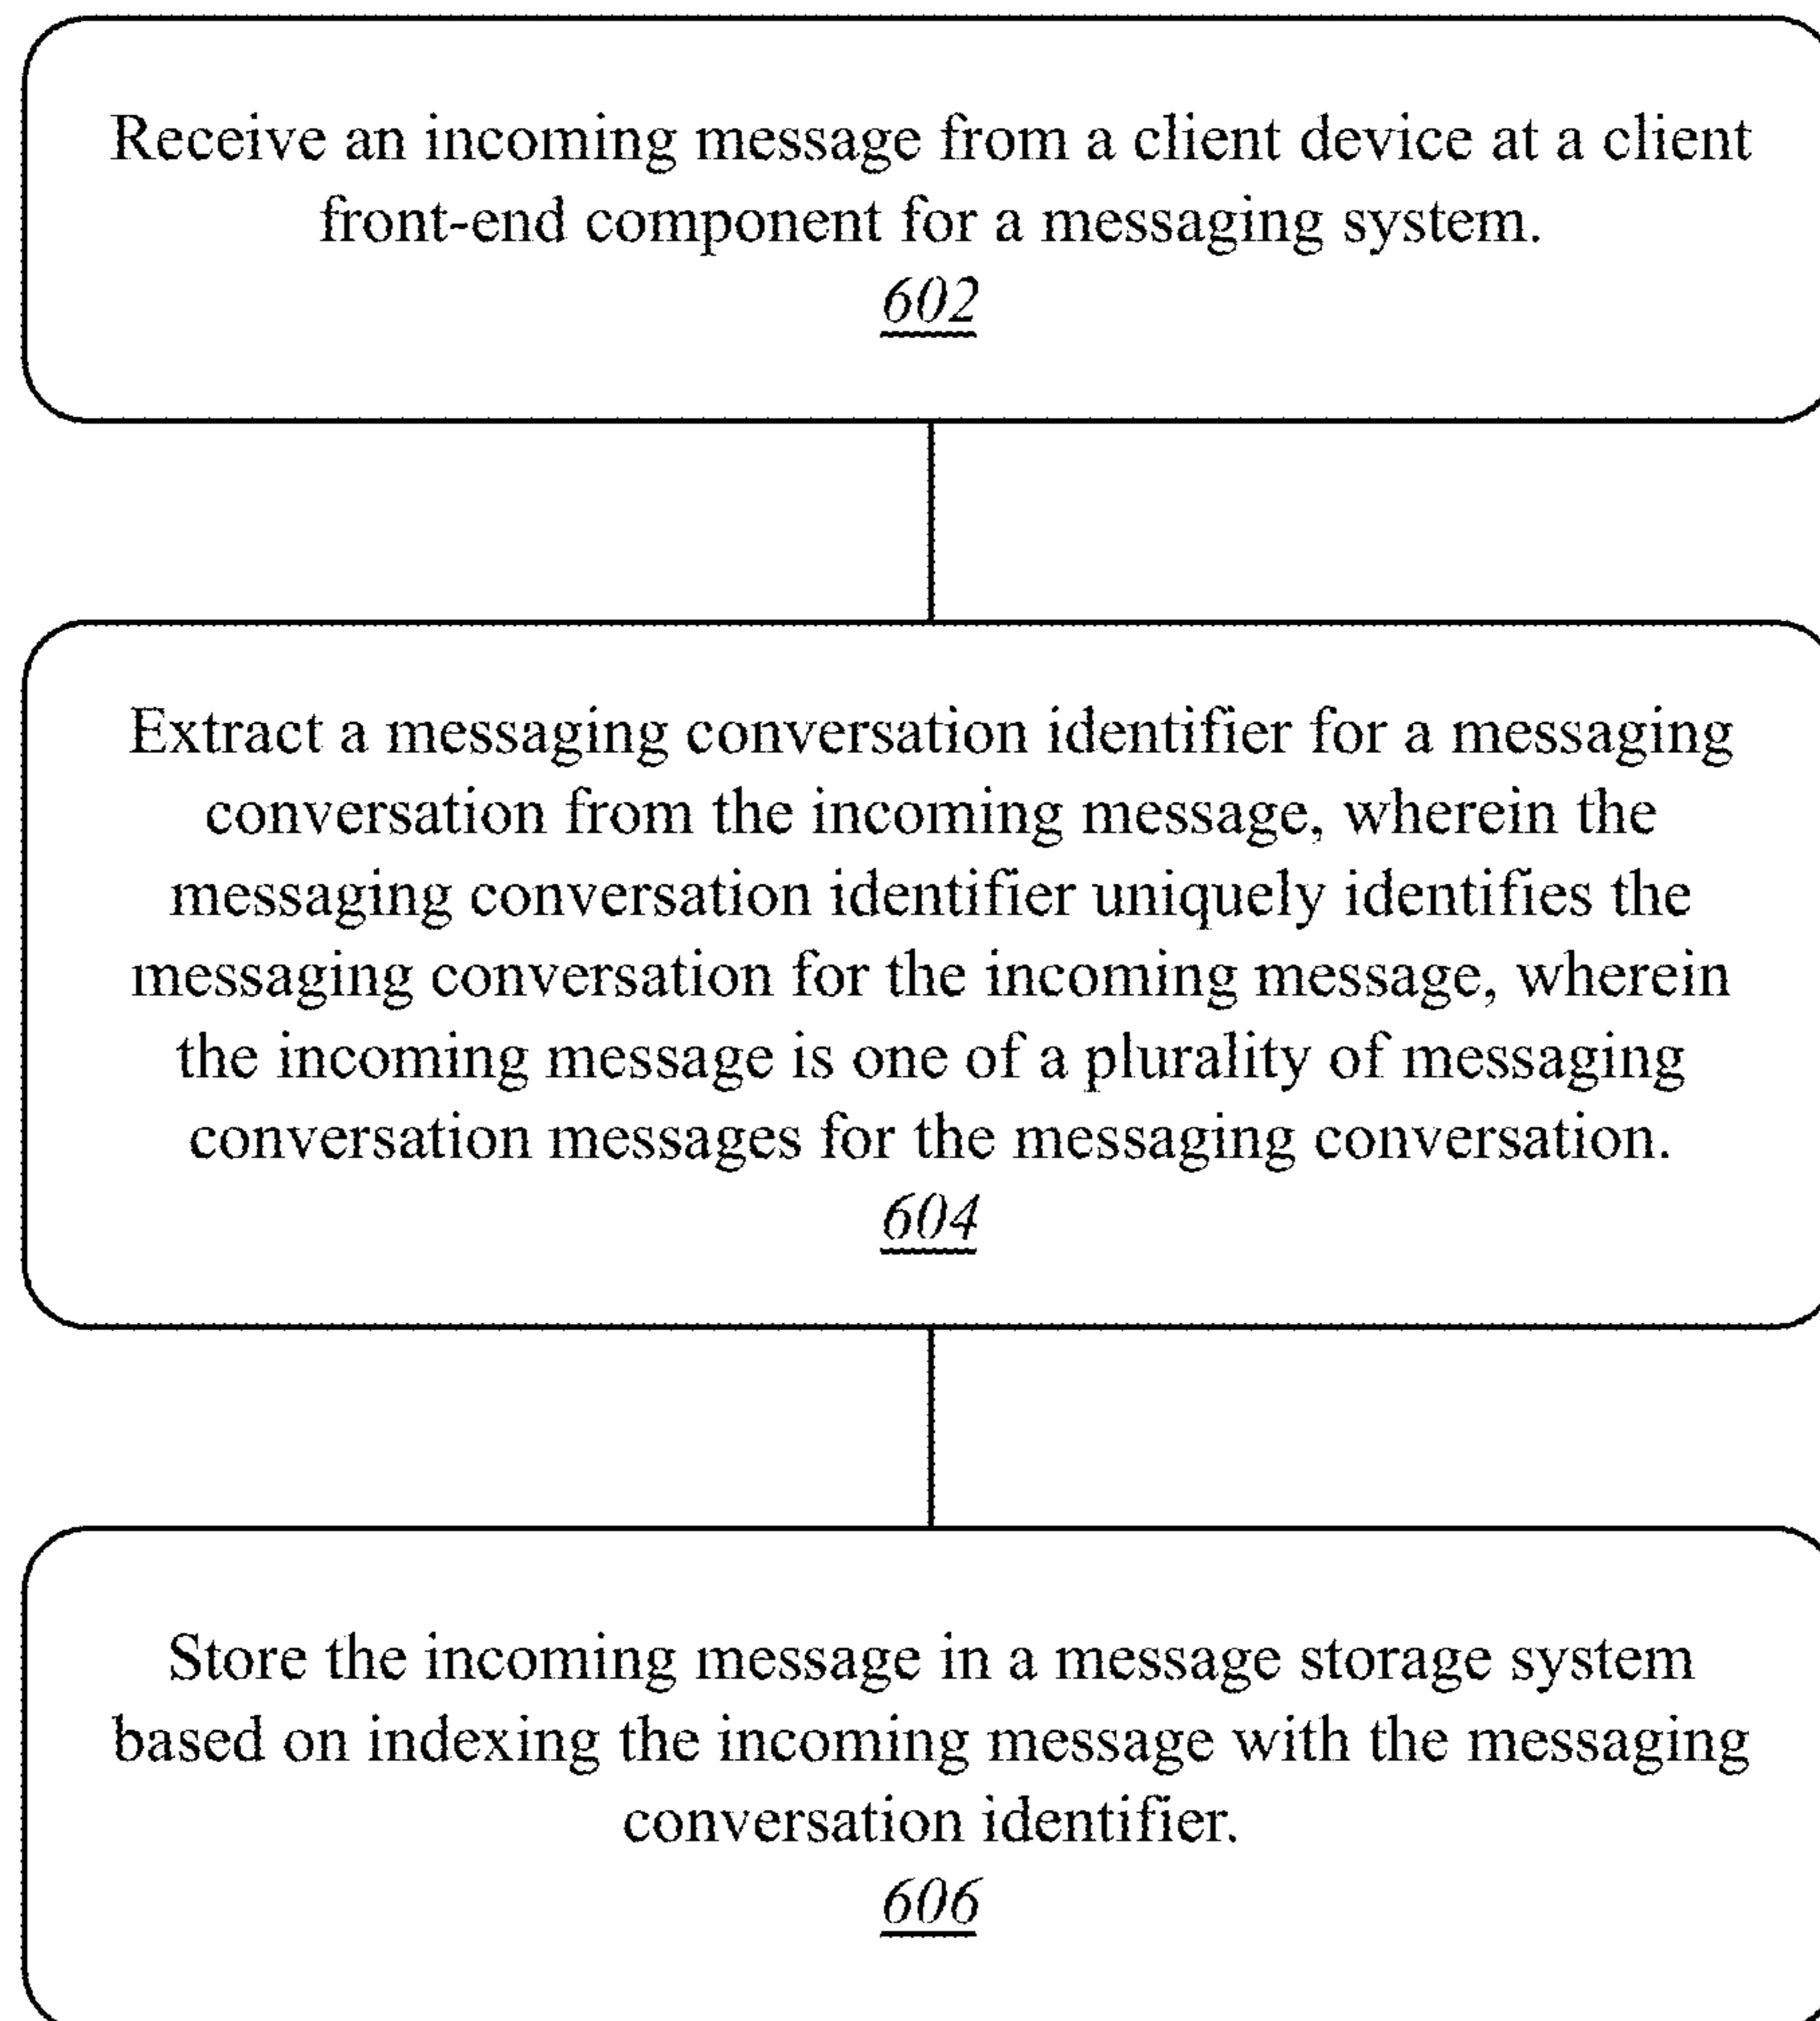 Receive an incoming message from a client device at a client
front-end component for a messaging system.
602
Extract a messaging conversation identifier for a messaging
conversation from the incoming message, wherein the
messaging conversation identifier uniquely identifies the
messaging conversation for the incoming message, wherein
the incoming message is one of a plurality of messaging
conversation messages for the messaging conversation.
604
Store the incoming message in a message storage system
based on indexing the incoming message with the messaging
conversation identifier.
606